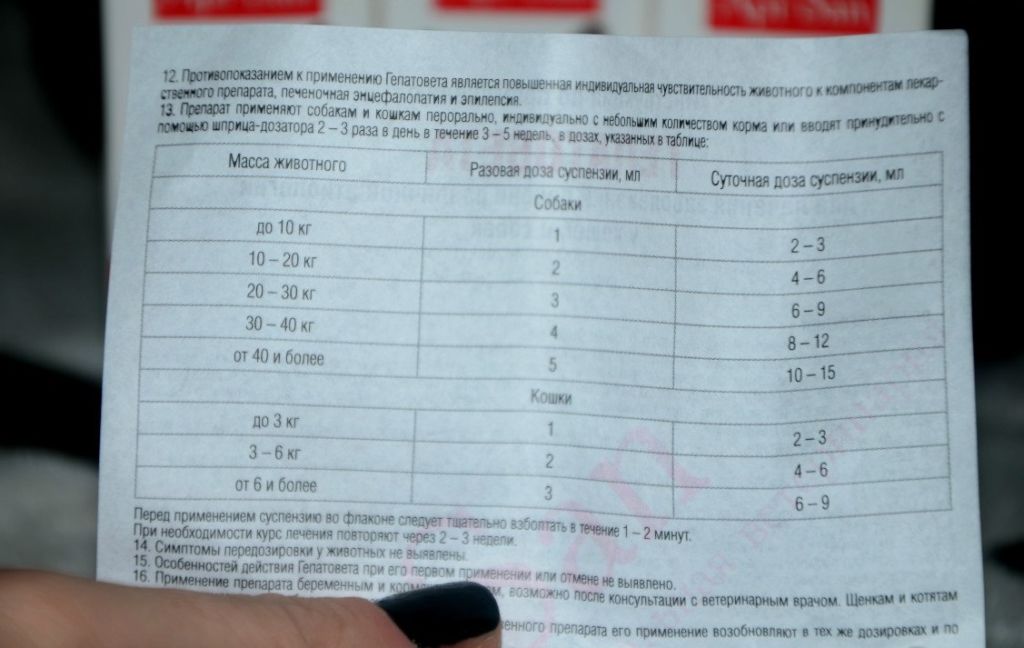 Api-San
12. Противопоказанием к применению Гепатовета является повышенная индивидуальная чувствительность животного к компонентам лекар-
ственного препарата, печеночная энцефалопатия и эпилепсия.
13. Препарат применяют собакам и кошкам перорально, индивидуально с небольшим количеством корма или вводят принудительно с
помощью шприца-дозатора 2 – 3 раза в день в течение 3 – 5 недель, в дозах, указанных в таблице:
Масса животного Разовая доза суспензии, мл Суточная доза суспензии, мл
Собаки
до 10 кг 1 2 – 3
10 – 20 кг 2 4 – 6
20 – 30 кг 3 6 – 9
30 – 40 кг 4 8 – 12
от 40 и более 5 10 – 15
Кошки
до 3 кг 1 2 – 3
3 – 6 кг 2 4 – 6
от 6 и более 3 6 – 9
Перед применением суспензию во флаконе следует тщательно взболтать в течение 1 – 2 минут.
При необходимости курс лечения повторяют через 2 – 3 недели.
14. Симптомы передозировки у животных не выявлены.
15. Особенностей действия Гепатовета при его первом применении или отмене не выявлено.
16. Применение препарата беременным и возможно после консультации с ветеринарным врачом. Щенкам и котятам
препарата его применение возобновляют в тех же дозировках и по